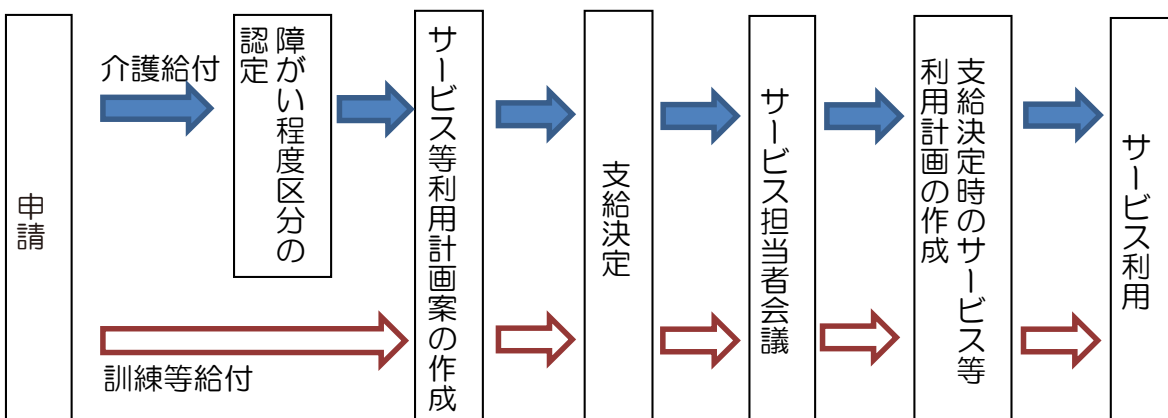 申請
介護給付
障がい程度区分の
認定
訓練等給付
サービス等利用計画案の作成
支給決定
サービス担当者会議
支給決定時のサービス等
利用計画の作成
サービス利用